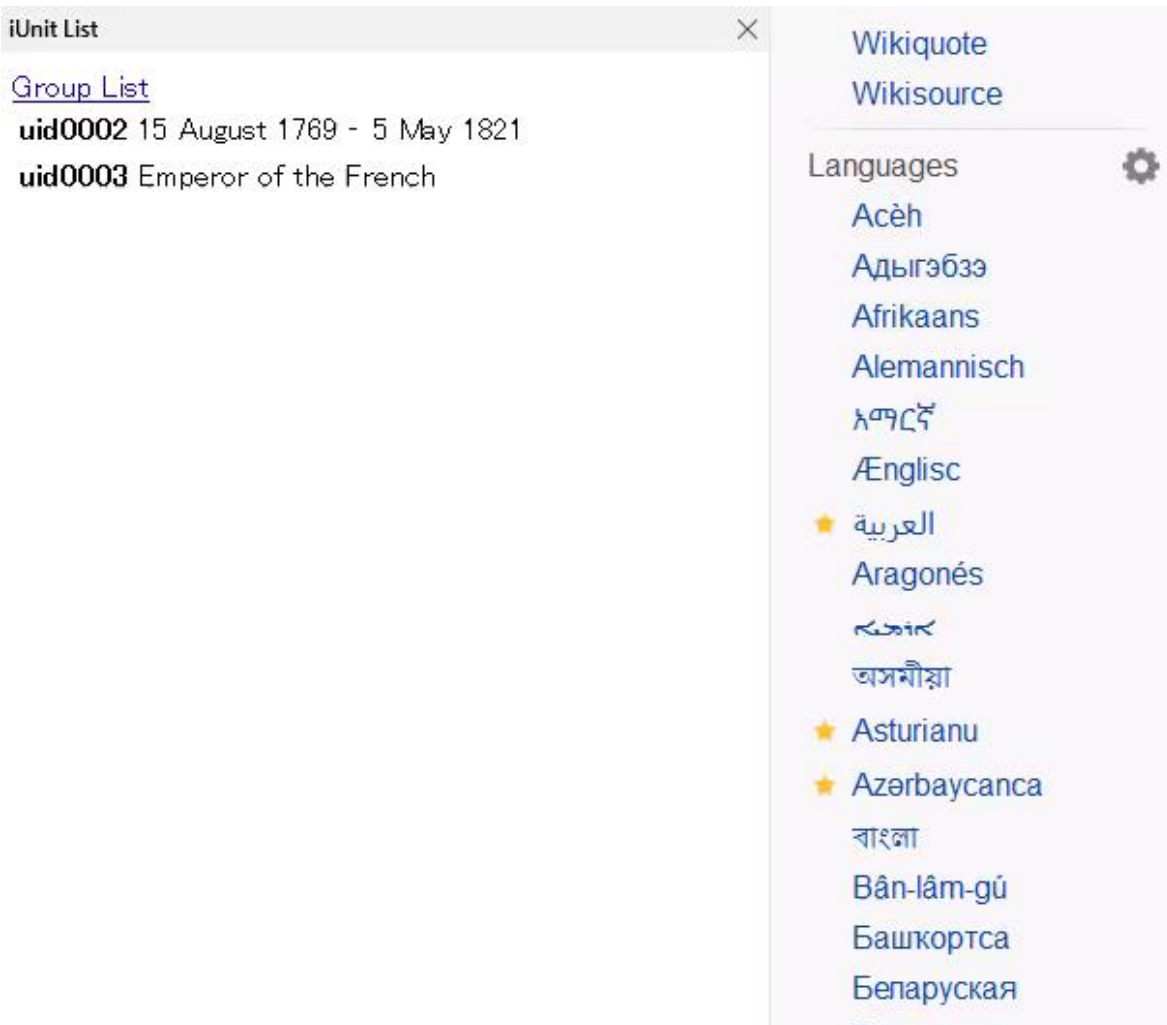 iUnit List
Group List
uid0002 15 August 1769 - 5 May 1821
uid0003 Emperor of the French
Wikiquote
Wikisource
Languages
Acèh
Адыгэбзэ
Afrikaans
Alemannisch
አማርኛ
Ænglisc
العربية
Aragonés
ܐܪܡܝܐ
অসমীয়া
Asturianu
Azərbaycanca
বাংলা
Bân-lâm-gú
Башҡортса
Беларуская